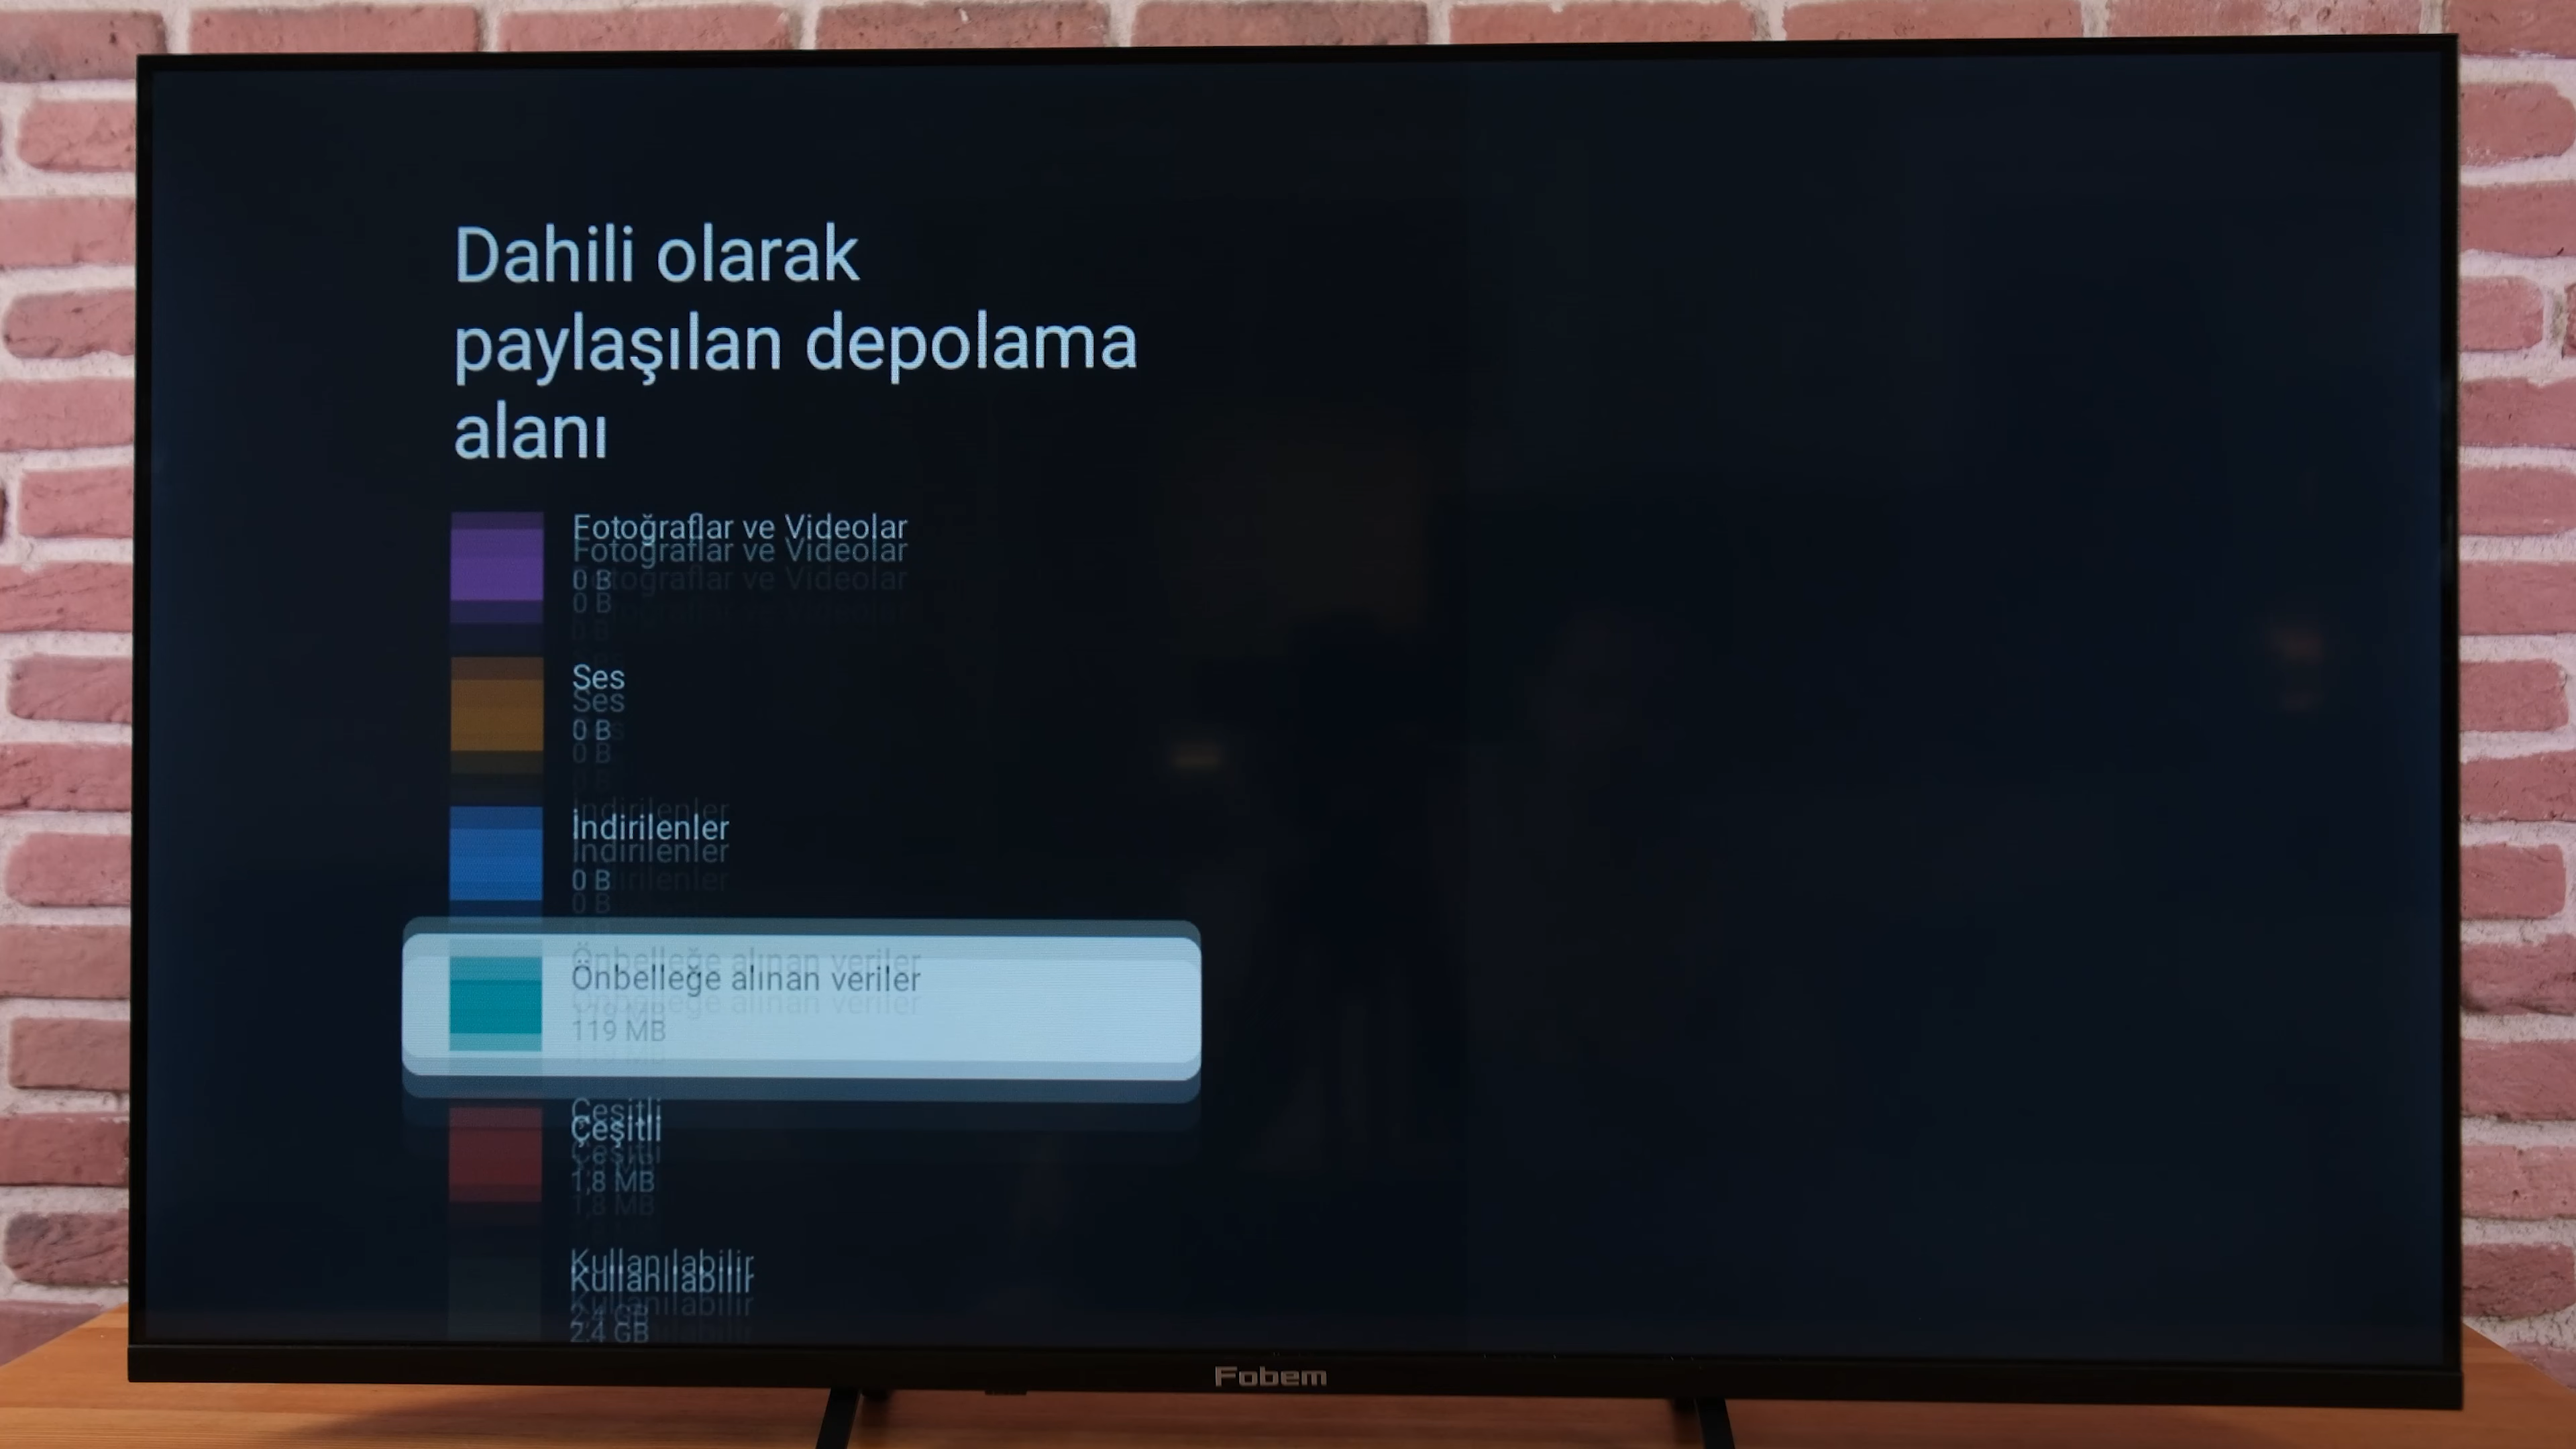 Dahili olarak
paylaşılan depolama
alanı
Fotoğraflar ve Videolar
0 B
Ses
0 B
İndirilenler
0 B
Önbelleğe alınan veriler
119 MB
Çeşitli
1,8 MB
Kullanılabilir
2.4 GB
Fobem